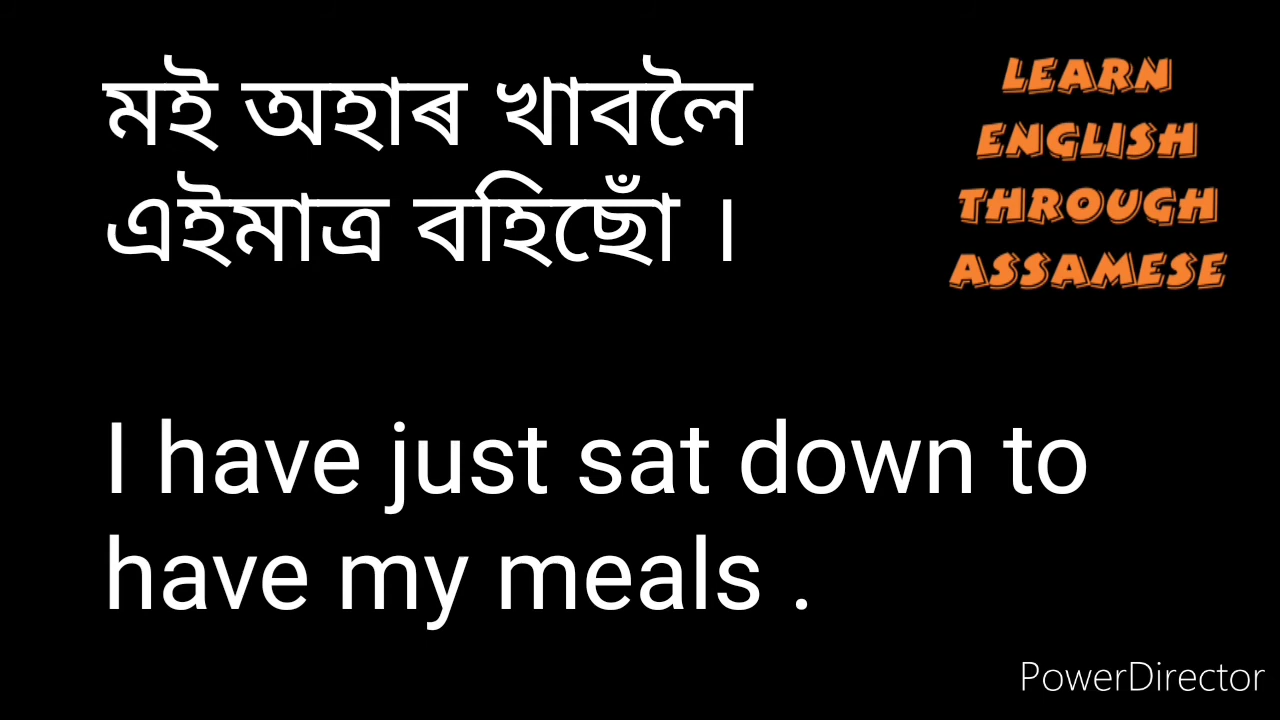 মই অহাৰ খাবলৈ
এইমাত্ৰ বহিছোঁ ।
I have just sat down to
have my meals .
LEARN
ENGLISH
THROUGH
ASSAMESE
PowerDirector